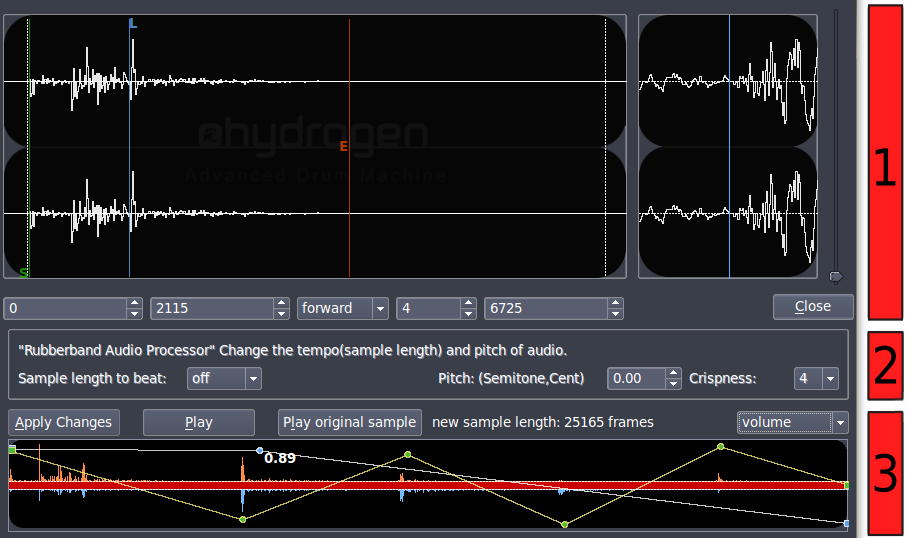 L
øhydrogen
E
Advanced Drum Machine
S
1
0 2115 forward 4 6725 Close
"Rubberband Audio Processor" Change the tempo(sample length) and pitch of audio.
Sample length to beat: off Pitch: (Semitone,Cent) 0.00 Crispness: 4
2
Apply Changes Play Play original sample new sample length: 25165 frames volume
0.89
3